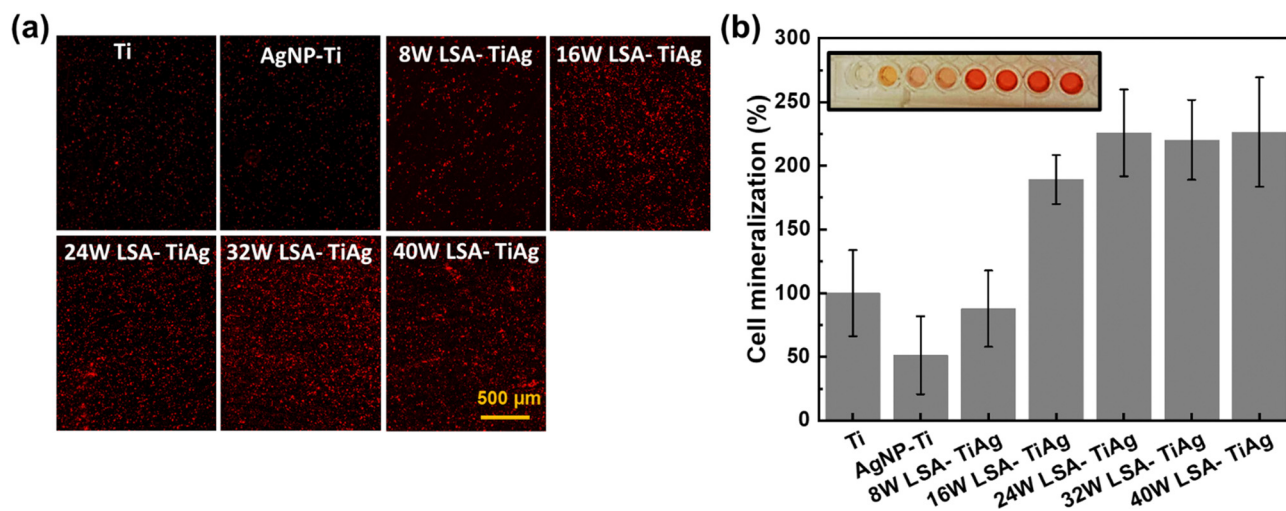 (a)
Ti
AgNP-Ti
8W LSA- TiAg
16W LSA- TiAg
24W LSA- TiAg
32W LSA- TiAg
40W LSA- TiAg
500 μm
(b)
Cell mineralization (%)
300
250
200
150
100
50
0
Ti
AgNP-Ti
8W LSA- TiAg
16W LSA- TiAg
24W LSA- TiAg
32W LSA- TiAg
40W LSA- TiAg